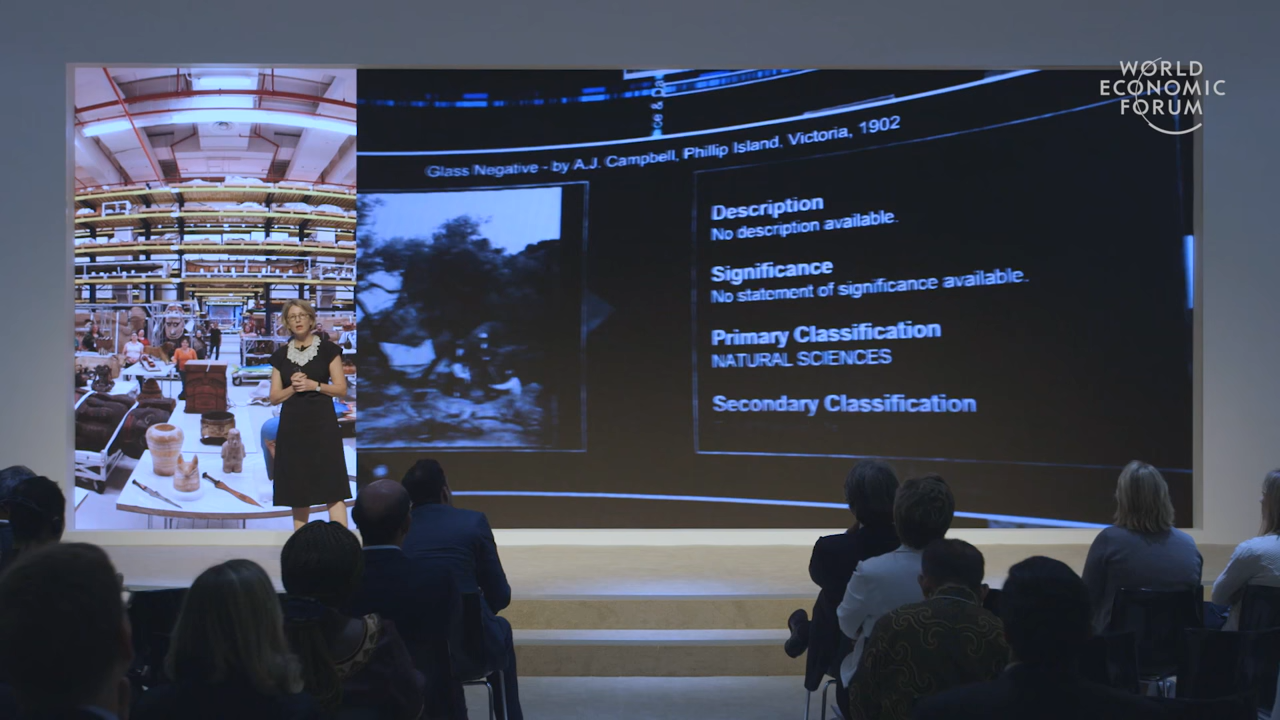 WORLD
ECONOMIC
FORUM
Glass Negative - by A.J. Campbell, Phillip Island. Victoria, 1902
Description
No description available.
Significance
No statement of significance available.
Primary Classification
NATURAL SCIENCES
Secondary Classification